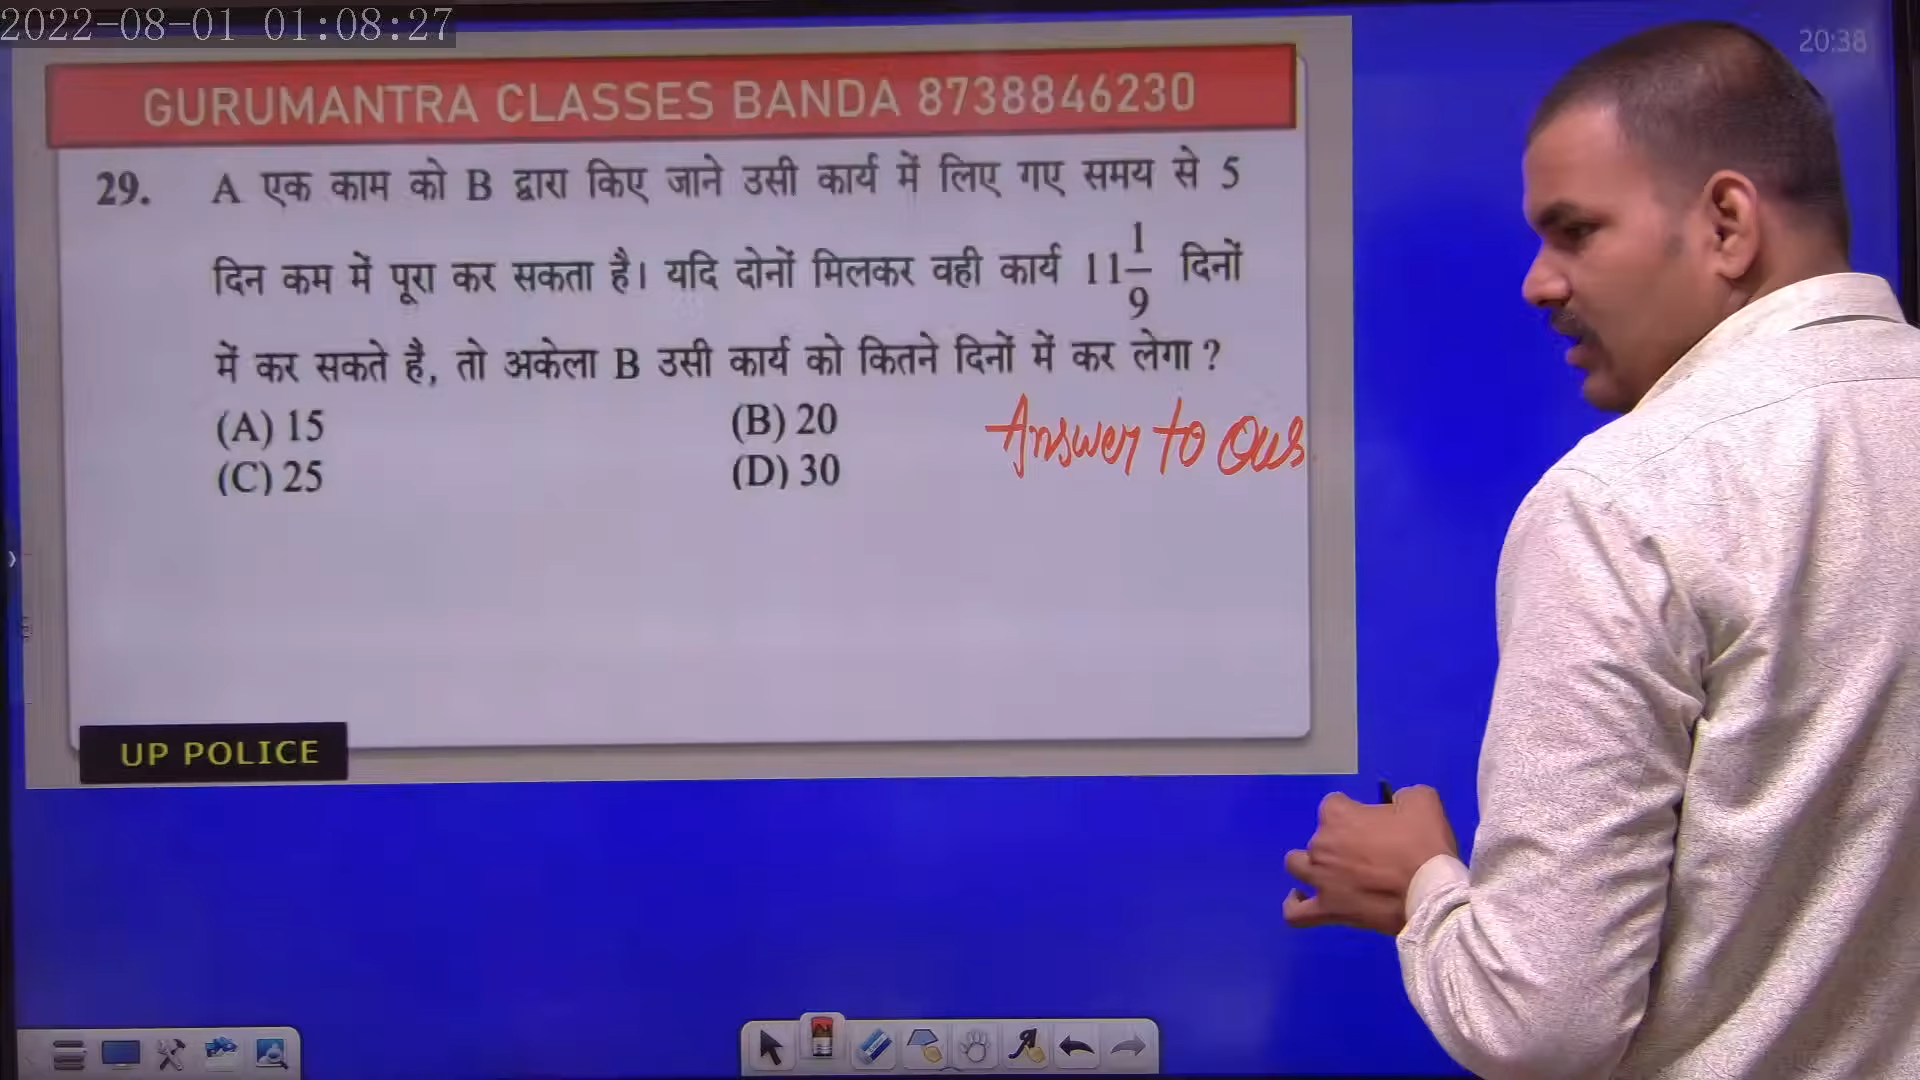 2022-08-01 01:08:27
20:38
GURUMANTRA CLASSES BANDA 8738846230
29. A एक काम को B द्वारा किए जाने उसी कार्य में लिए गए समय से 5
दिन कम में पूरा कर सकता है। यदि दोनों मिलकर वही कार्य 11 1/9 दिनों
में कर सकते है, तो अकेला B उसी कार्य को कितने दिनों में कर लेगा ?
(A) 15 (B) 20
(C) 25 (D) 30
Answer to Ques.
UP POLICE